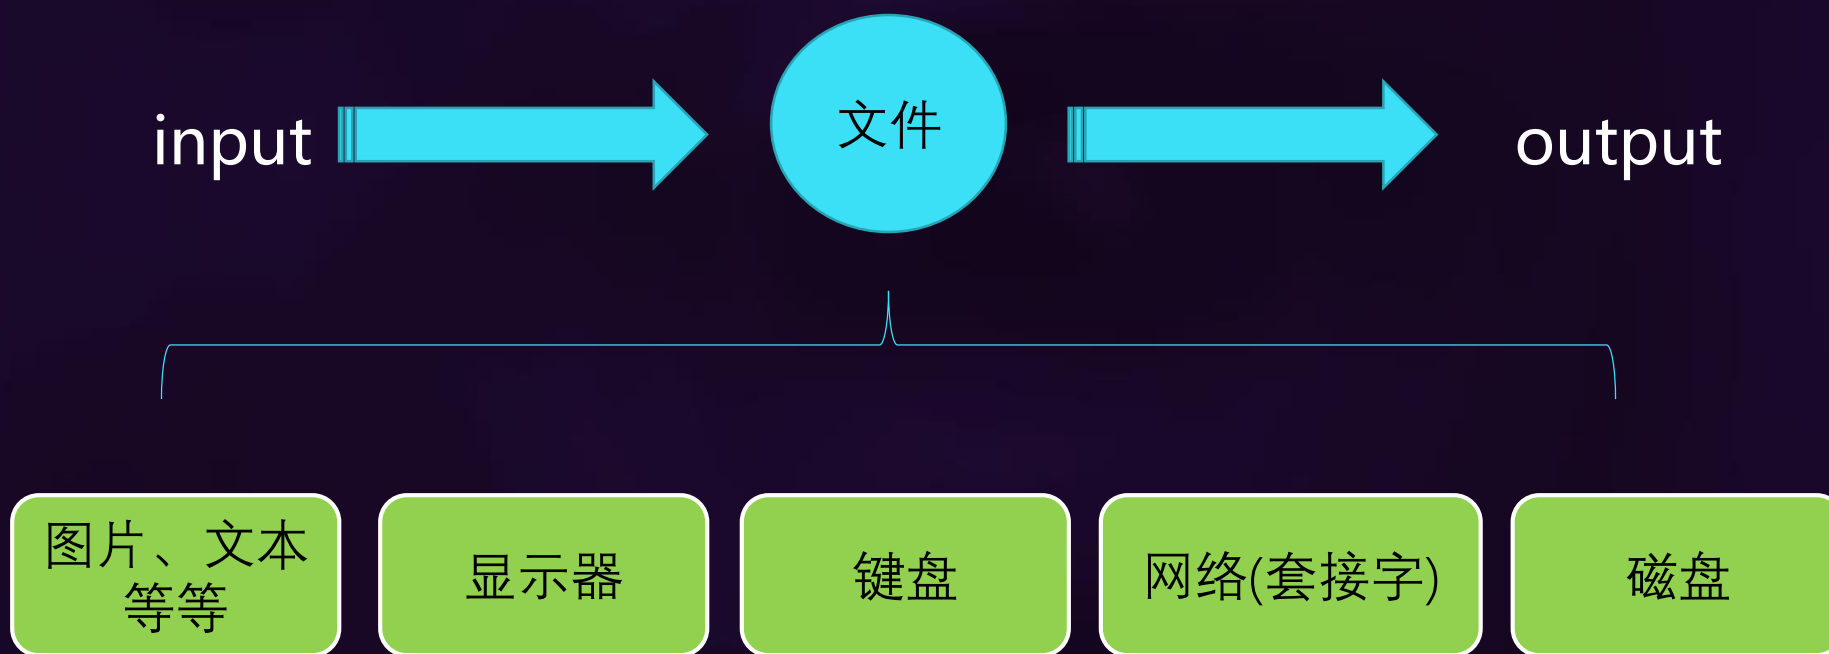 input
文件
output
图片、文本
等等
显示器
键盘
网络(套接字)
磁盘